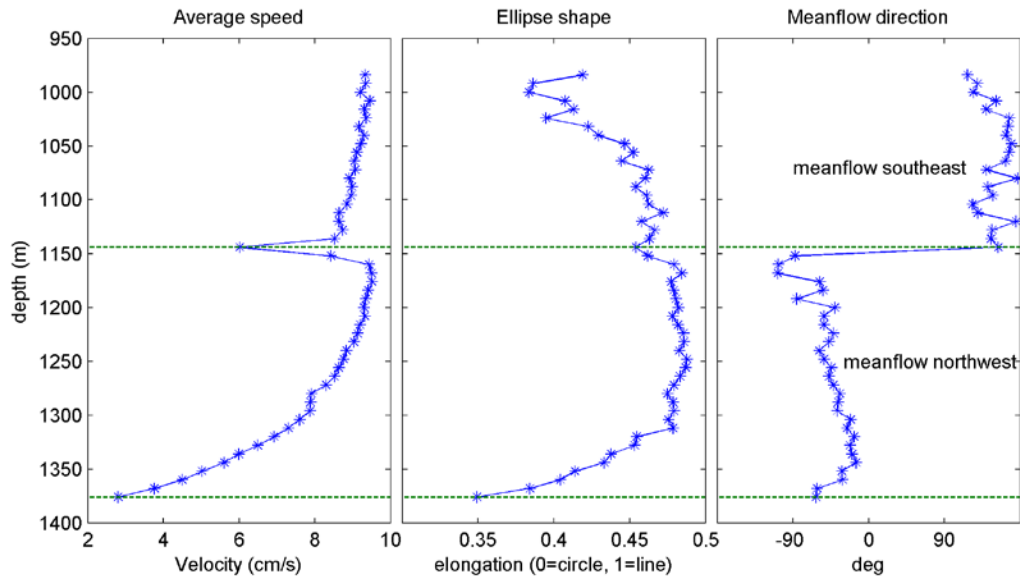 Average speed
Ellipse shape
Meanflow direction
depth (m)
950
1000
1050
1100
1150
1200
1250
1300
1350
1400
meanflow southeast
meanflow northwest
2 4 6 8 10
0.35 0.4 0.45 0.5
-90 0 90
Velocity (cm/s)
elongation (0=circle, 1=line)
deg